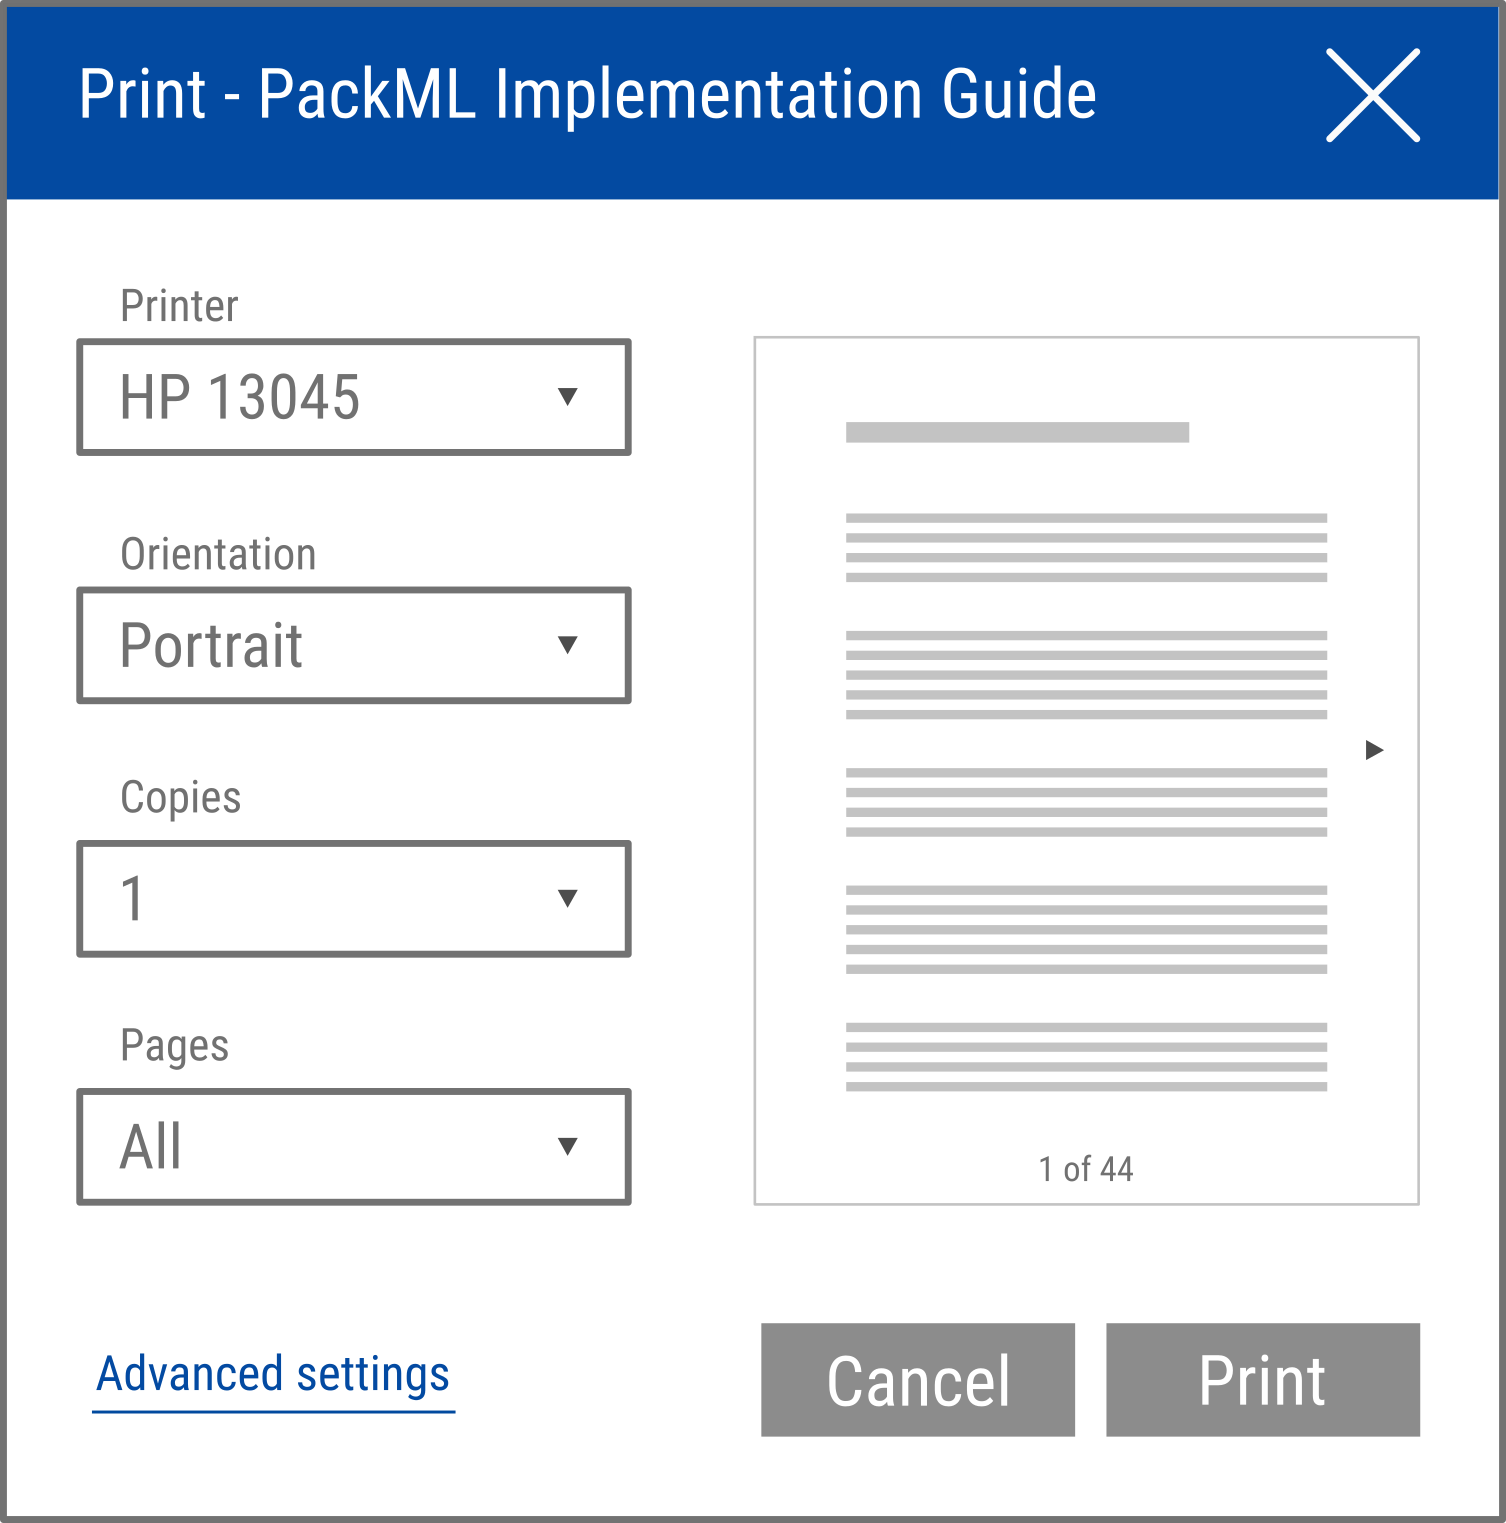 Print - PackML Implementation Guide
Printer
HP 13045
Orientation
Portrait
Copies
1
Pages
All
1 of 44
Advanced settings
Cancel
Print